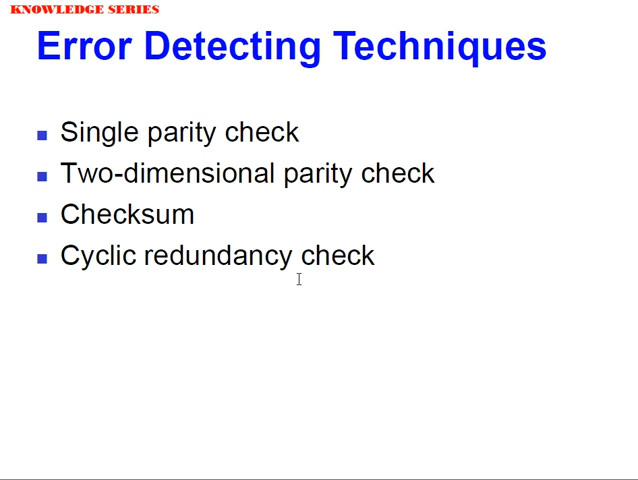 KNOWLEDGE SERIES
Error Detecting Techniques
Single parity check
Two-dimensional parity check
Checksum
Cyclic redundancy check